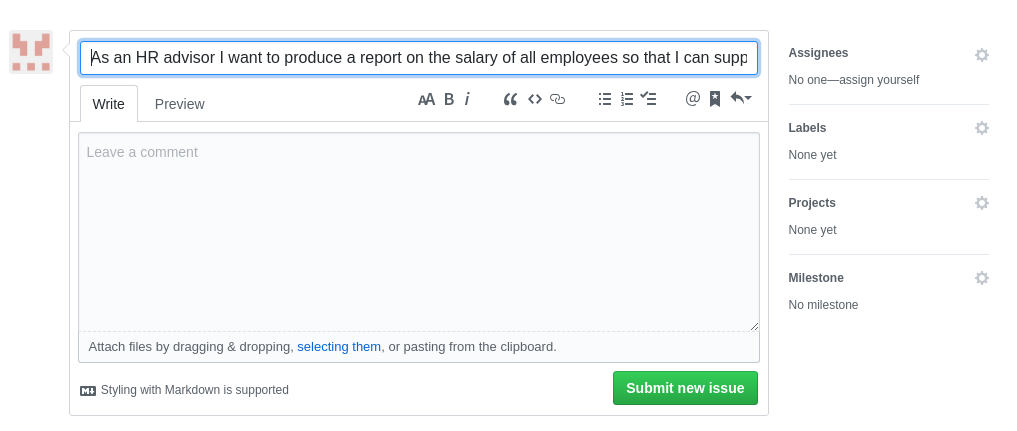 As an HR advisor I want to produce a report on the salary of all employees so that I can supp
Write
Preview
AA B i
@
Leave a comment
Attach files by dragging & dropping, selecting them, or pasting from the clipboard.
Styling with Markdown is supported
Submit new issue
Assignees
No one—assign yourself
Labels
None yet
Projects
None yet
Milestone
No milestone